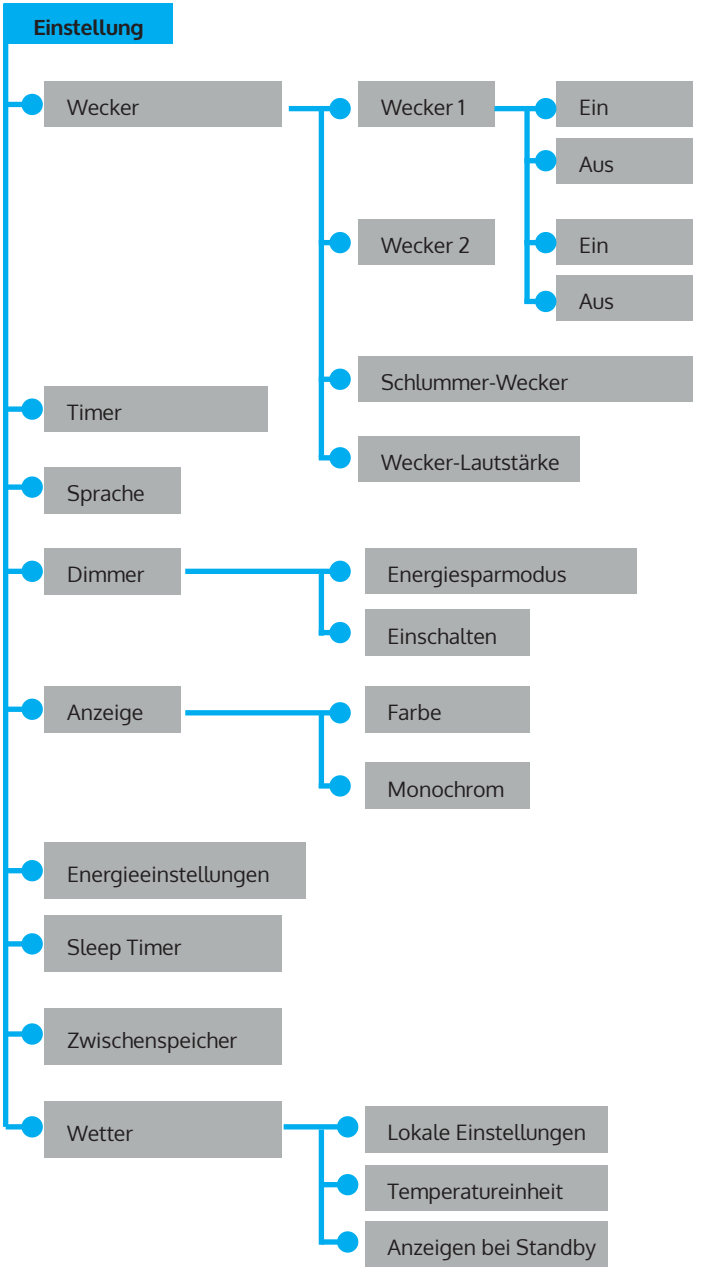 Einstellung
Wecker
Wecker 1
Ein
Aus
Wecker 2
Ein
Aus
Schlummer-Wecker
Wecker-Lautstärke
Timer
Sprache
Dimmer
Energiesparmodus
Einschalten
Anzeige
Farbe
Monochrom
Energieeinstellungen
Sleep Timer
Zwischenspeicher
Wetter
Lokale Einstellungen
Temperatureinheit
Anzeigen bei Standby